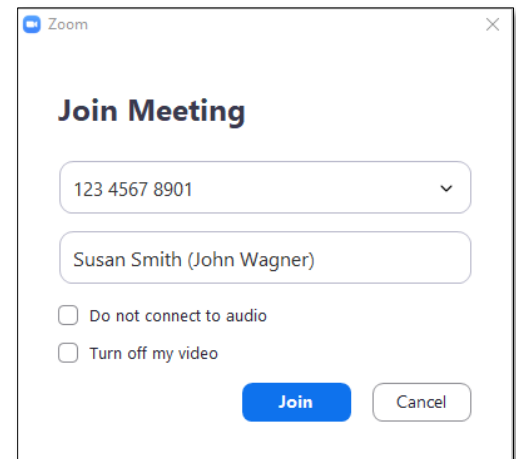 Zoom
Join Meeting
123 4567 8901
Susan Smith (John Wagner)
Do not connect to audio
Turn off my video
Join Cancel